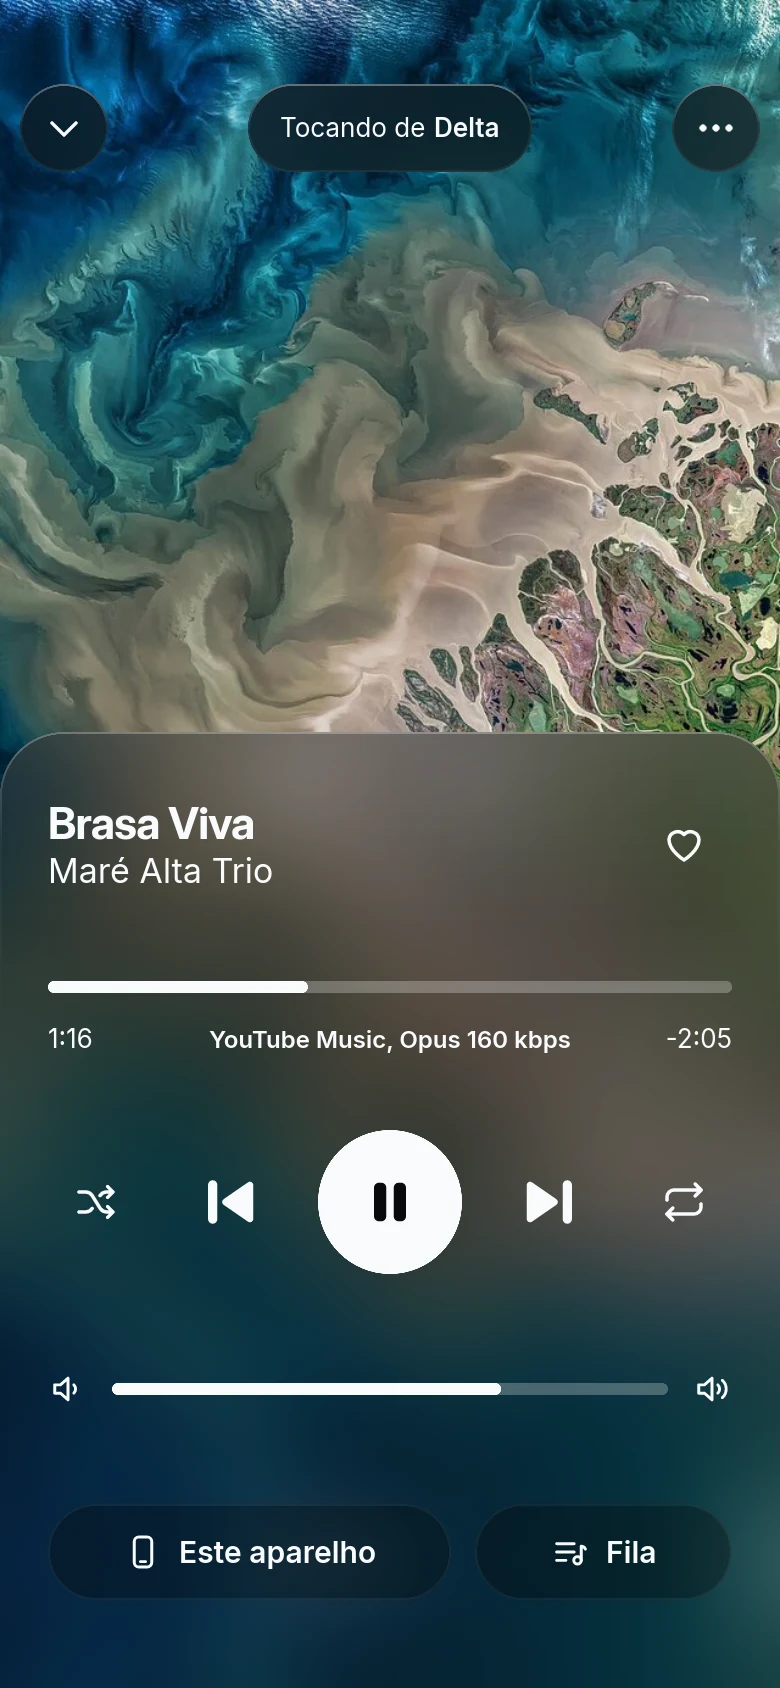 Tocando de Delta
Brasa Viva
Maré Alta Trio
1:16
YouTube Music, Opus 160 kbps
-2:05
Este aparelho
Fila